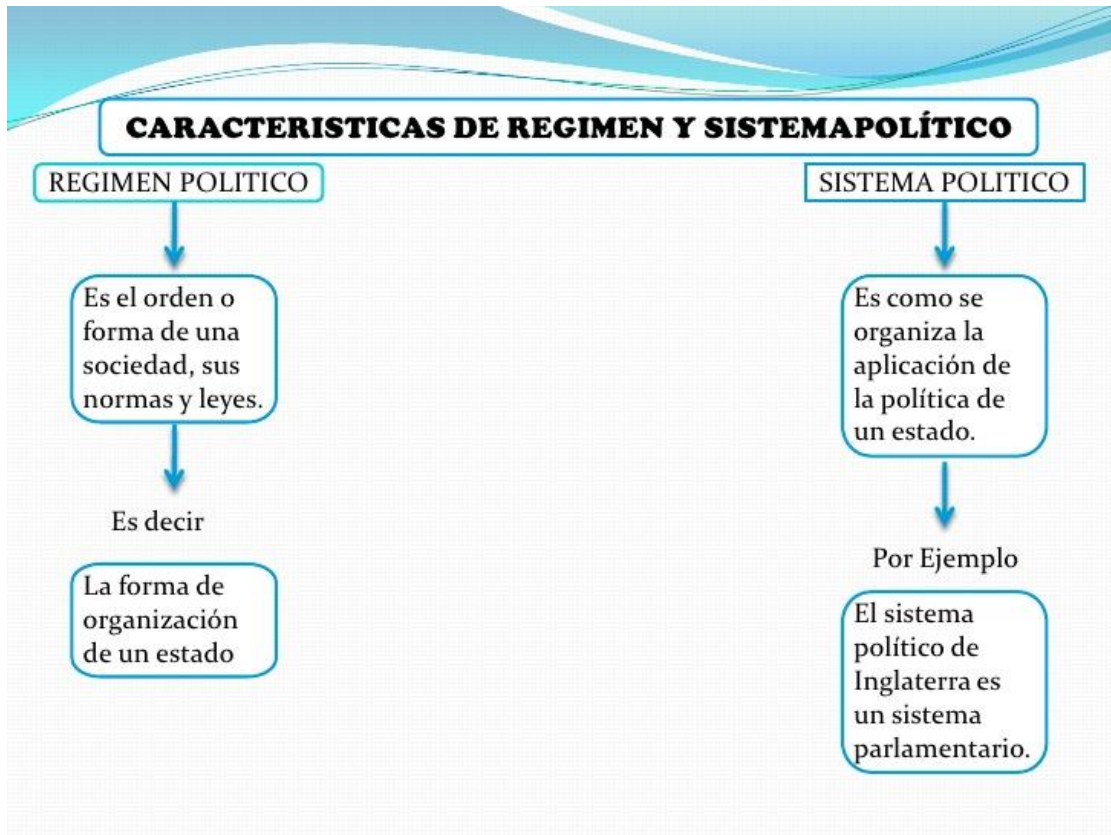 CARACTERISTICAS DE REGIMEN Y SISTEMAPOLÍTICO
REGIMEN POLITICO
Es el orden o
forma de una
sociedad, sus
normas y leyes.
Es decir
La forma de
organización
de un estado
SISTEMA POLITICO
Es como se
organiza la
aplicación de
la política de
un estado.
Por Ejemplo
El sistema
político de
Inglaterra es
un sistema
parlamentario.